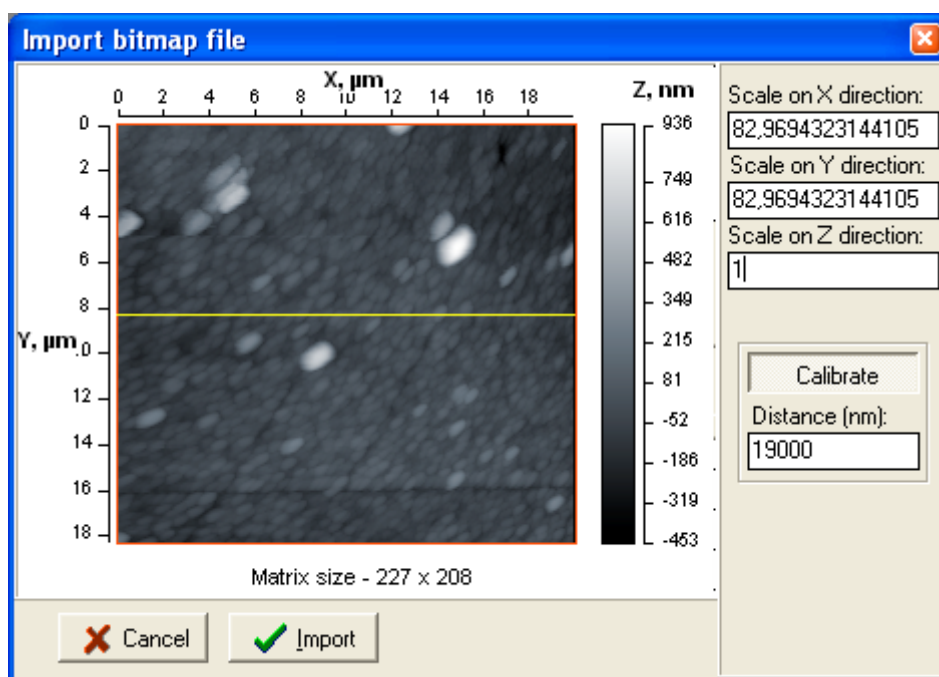 Import bitmap file
X, µm
0 2 4 6 8 10 12 14 16 18
Z, nm
Y, µm
0
2
4
6
8
10
12
14
16
18
936
749
616
482
349
215
81
-52
-186
-319
-453
Matrix size - 227 x 208
Cancel
Import
Scale on X direction:
82,9694323144105
Scale on Y direction:
82,9694323144105
Scale on Z direction:
1
Calibrate
Distance (nm):
19000